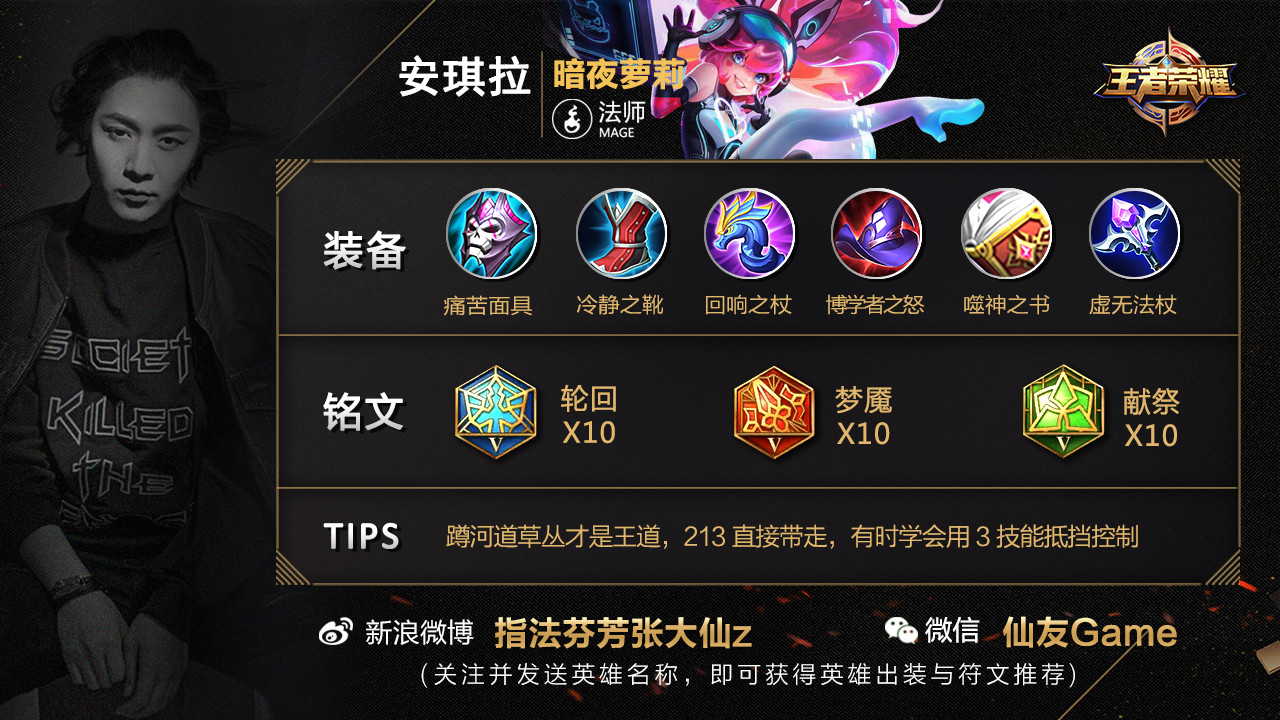 安琪拉
暗夜萝莉
法师
MAGE
王者荣耀
装备
痛苦面具
冷静之靴
回响之杖
博学者之怒
噬神之书
虚无法杖
铭文
V
轮回
X10
V
梦魇
X10
V
献祭
X10
TIPS
蹲河道草丛才是王道，213 直接带走，有时学会用 3 技能抵挡控制
新浪微博 指法芬芳张大仙z
微信 仙友Game
（关注并发送英雄名称，即可获得英雄出装与符文推荐）
SOCIETY
KILLED
THE